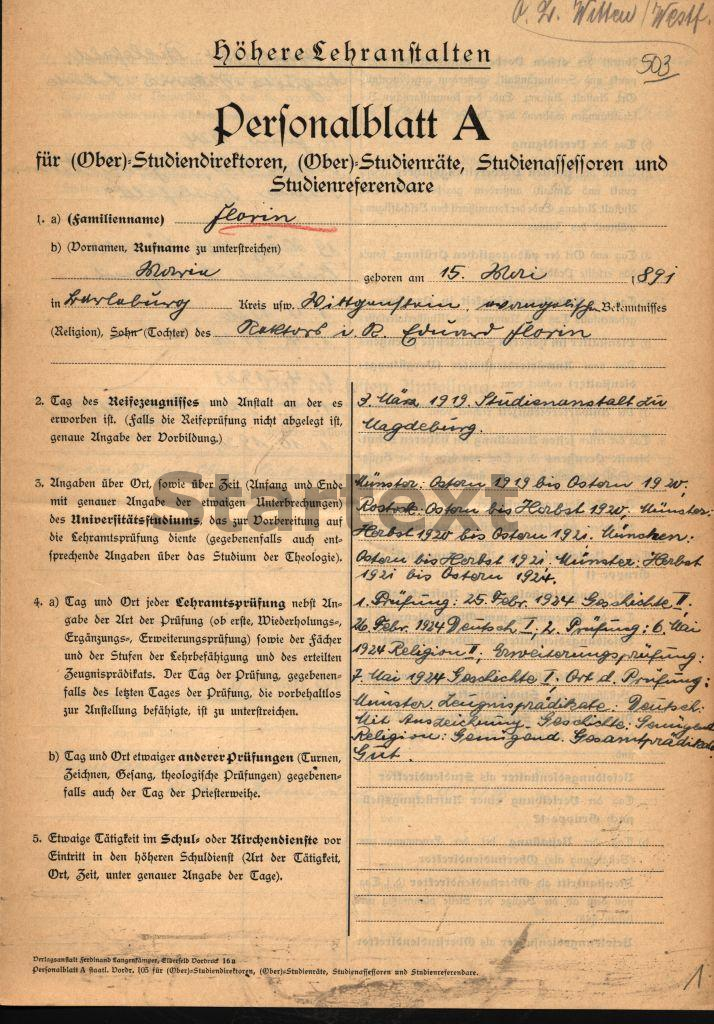 O. L. Witten/Westf.
Höhere Lehranstalten
503
Personalblatt A
für (Ober)-Studiendirektoren, (Ober)-Studienräte, Studienassessoren und
Studienreferendare
1. a) (Familienname) Florin
b) (Vornamen, Rufname zu unterstreichen)
Maria geboren am 15. Mai 1891
in Berleburg Kreis usw. Wittgenstein, evangelischen Bekenntnisses
(Religion), Sohn (Tochter) des Rektors i. R. Eduard Florin
2. Tag des Reifezeugnisses und Anstalt an der es
erworben ist. (Falls die Reifeprüfung nicht abgelegt ist,
genaue Angabe der Vorbildung.)
3. März 1919. Studienanstalt zu
Magdeburg.
3. Angaben über Ort, sowie über Zeit (Anfang und Ende
mit genauer Angabe der etwaigen Unterbrechungen)
des Universitätsstudiums, das zur Vorbereitung auf
die Lehramtsprüfung diente (gegebenenfalls auch ent-
sprechende Angaben über das Studium der Theologie).
Münster: Ostern 1919 bis Ostern 1920,
Rostock: Ostern bis Herbst 1920. Münster:
Herbst 1920 bis Ostern 1921. München:
Ostern bis Herbst 1921 Münster: Herbst
1921 bis Ostern 1924.
Startext
4. a) Tag und Ort jeder Lehramtsprüfung nebst An-
gabe der Art der Prüfung (ob erste, Wiederholungs-,
Ergänzungs-, Erweiterungsprüfung) sowie der Fächer
und der Stufen der Lehrbefähigung und des erteilten
Zeugnisprädikats. Der Tag der Prüfung, gegebenen-
falls des letzten Tages der Prüfung, die vorbehaltlos
zur Anstellung befähigte, ist zu unterstreichen.
1. Prüfung: 25. Febr. 1924 Geschichte II.
26. Febr. 1924 Deutsch I, 2. Prüfung: 6. Mai
1924 Religion II, Erweiterungsprüfung:
7. Mai 1924 Geschichte I; Ort d. Prüfung:
Münster. Zeugnisprädikate: Deutsch:
Mit Auszeichnung. Geschichte: Genügend
Religion: Genügend. Gesamtprädikat:
Gut.
b) Tag und Ort etwaiger anderer Prüfungen (Turnen,
Zeichnen, Gesang, theologische Prüfungen) gegebenen-
falls auch der Tag der Priesterweihe.
5. Etwaige Tätigkeit im Schul- oder Kirchendienste vor
Eintritt in den höheren Schuldienst (Art der Tätigkeit,
Ort, Zeit, unter genauer Angabe der Tage).
Verlagsanstalt Ferdinand Langenkämper, Elberfeld Vordruck 16a
Personalblatt A staatl. Vordr. 105 für (Ober)-Studiendirektoren, (Ober)-Studienräte, Studienassessoren und Studienreferendare.
1